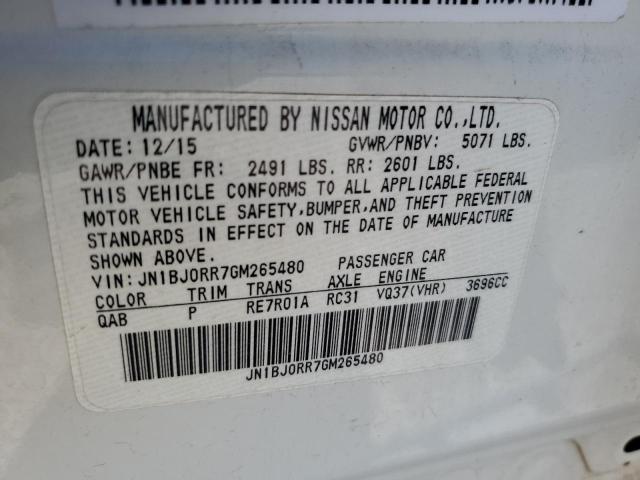 MANUFACTURED BY NISSAN MOTOR CO.,LTD.
DATE: 12/15 GVWR/PNBV: 5071 LBS.
GAWR/PNBE FR: 2491 LBS. RR: 2601 LBS.
THIS VEHICLE CONFORMS TO ALL APPLICABLE FEDERAL
MOTOR VEHICLE SAFETY,BUMPER,AND THEFT PREVENTION
STANDARDS IN EFFECT ON THE DATE OF MANUFACTURE
SHOWN ABOVE.
VIN: JN1BJ0RR7GM265480 PASSENGER CAR
COLOR TRIM TRANS AXLE ENGINE
QAB P RE7R01A RC31 VQ37(VHR) 3696CC
JN1BJ0RR7GM265480